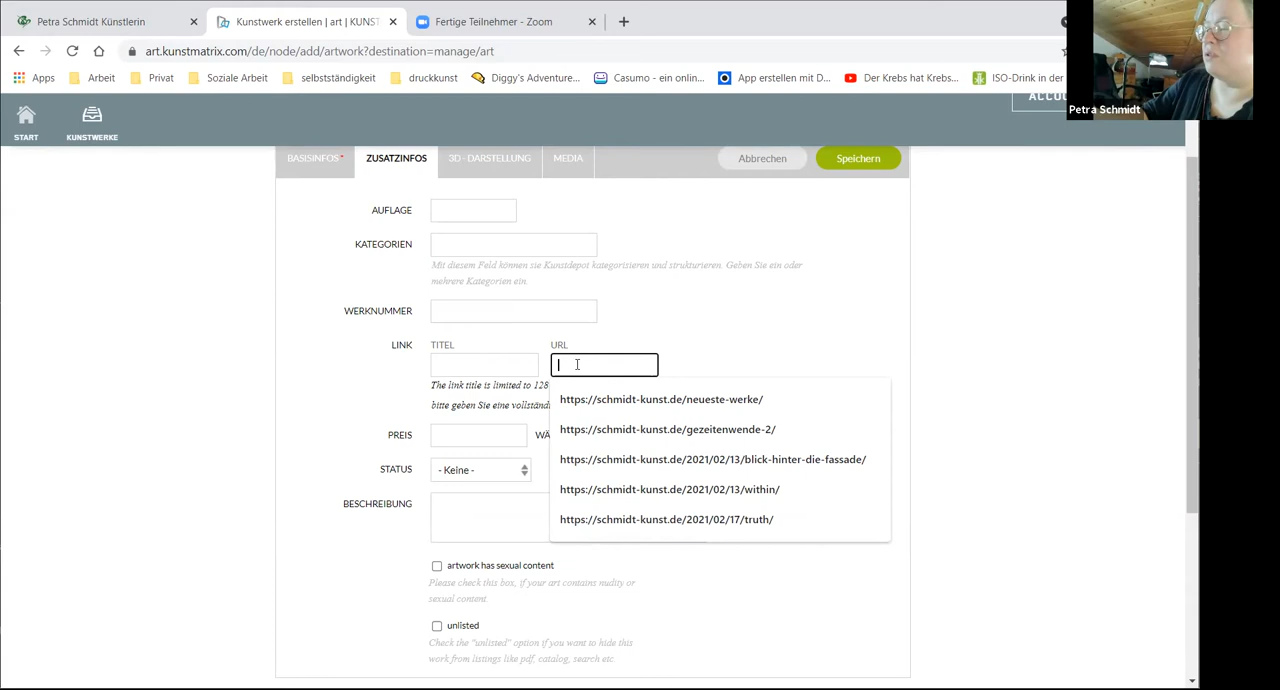 Petra Schmidt Künstlerin
Kunstwerk erstellen | art | KUNST
Fertige Teilnehmer - Zoom
art.kunstmatrix.com/de/node/add/artwork?destination=manage/art
Apps
Arbeit
Privat
Soziale Arbeit
selbstständigkeit
druckkunst
Diggy's Adventure...
Casumo - ein onlin...
App erstellen mit D...
Der Krebs hat Krebs...
ISO-Drink in der
Petra Schmidt
START
KUNSTWERKE
BASISINFOS*
ZUSATZINFOS
3D - DARSTELLUNG
MEDIA
Abbrechen
Speichern
AUFLAGE
KATEGORIEN
Mit diesem Feld können sie Kunstdepot kategorisieren und strukturieren. Geben Sie ein oder
mehrere Kategorien ein.
WERKNUMMER
LINK
TITEL
URL
The link title is limited to 128
bitte geben Sie eine vollständ
https://schmidt-kunst.de/neueste-werke/
https://schmidt-kunst.de/gezeitenwende-2/
https://schmidt-kunst.de/2021/02/13/blick-hinter-die-fassade/
https://schmidt-kunst.de/2021/02/13/within/
https://schmidt-kunst.de/2021/02/17/truth/
PREIS
WÄ
STATUS
- Keine -
BESCHREIBUNG
artwork has sexual content
Please check this box, if your art contains nudity or
sexual content.
unlisted
Check the "unlisted" option if you want to hide this
work from listings like pdf, catalog, search etc.